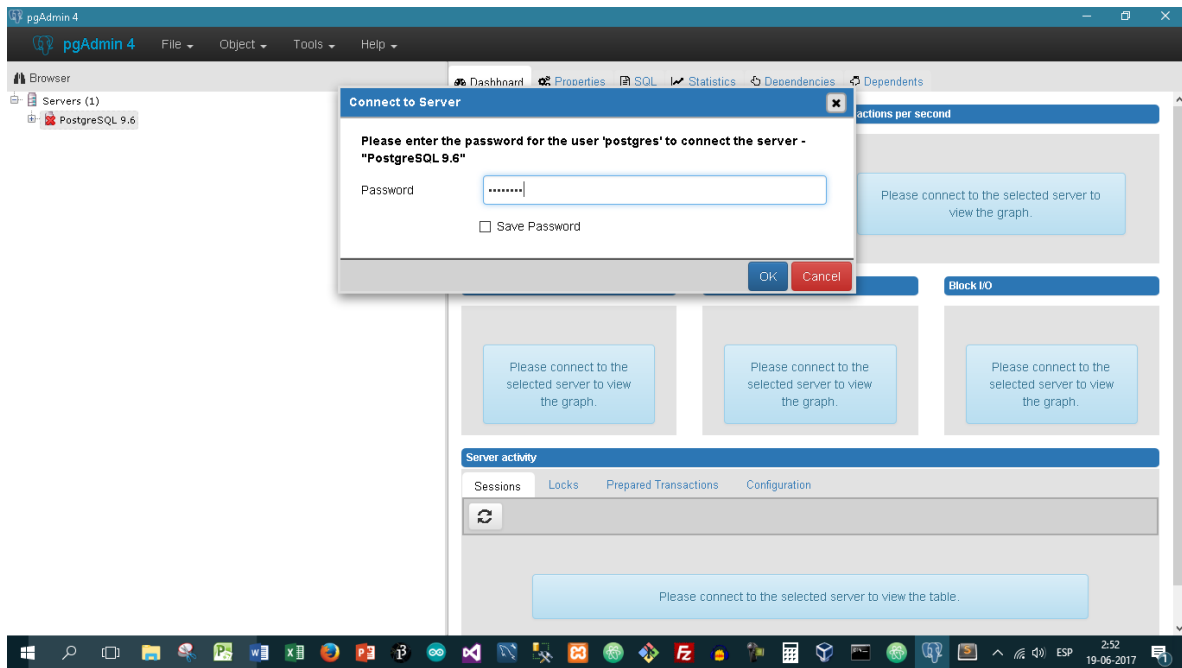 pgAdmin 4
pgAdmin 4 File Object Tools Help
Browser
Dashboard Properties SQL Statistics Dependencies Dependents
Servers (1)
PostgreSQL 9.6
Connect to Server
Please enter the password for the user 'postgres' to connect the server -
"PostgreSQL 9.6"
Password ••••••••
Save Password
OK Cancel
actions per second
Please connect to the selected server to
view the graph.
Block I/O
Please connect to the
selected server to view
the graph.
Please connect to the
selected server to view
the graph.
Please connect to the
selected server to view
the graph.
Server activity
Sessions Locks Prepared Transactions Configuration
Please connect to the selected server to view the table.
ESP
2:52
19-06-2017